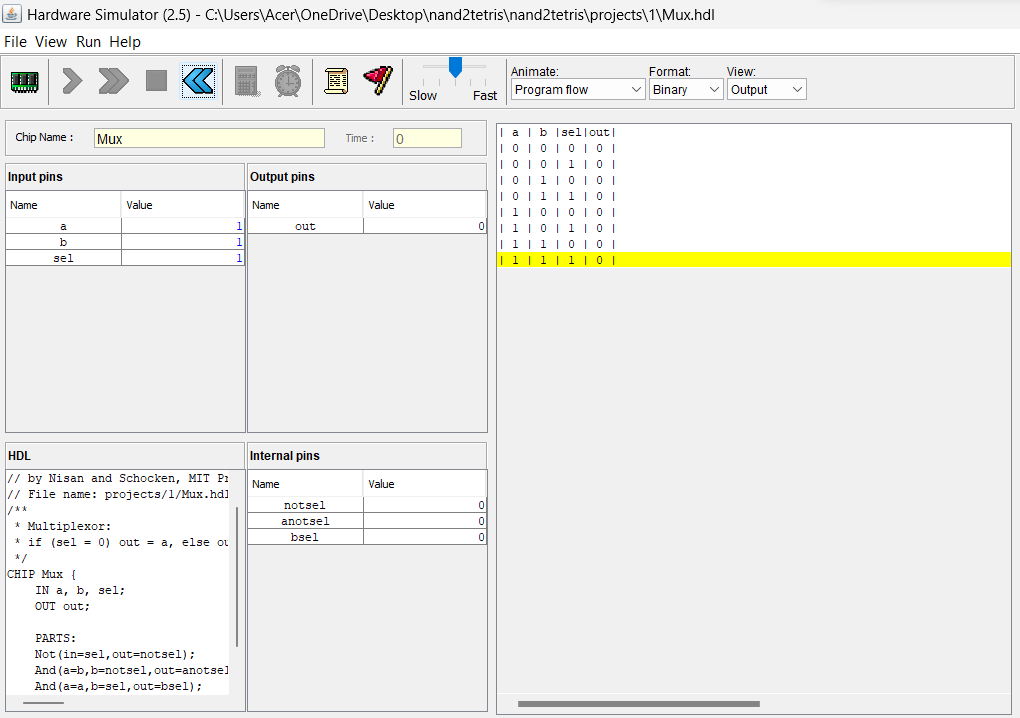 Hardware Simulator (2.5) - C:\Users\Acer\OneDrive\Desktop\nand2tetris\nand2tetris\projects\1\Mux.hdl
File View Run Help
Slow Fast
Animate: Format: View:
Program flow Binary Output
Chip Name : Mux Time : 0
Input pins Output pins
Name Value Name Value
a 1 out 0
b 1
sel 1
| a | b |sel|out|
| 0 | 0 | 0 | 0 |
| 0 | 0 | 1 | 0 |
| 0 | 1 | 0 | 0 |
| 0 | 1 | 1 | 0 |
| 1 | 0 | 0 | 0 |
| 1 | 0 | 1 | 0 |
| 1 | 1 | 0 | 0 |
| 1 | 1 | 1 | 0 |
HDL
// by Nisan and Schocken, MIT Pr
// File name: projects/1/Mux.hdl
/**
* Multiplexor:
* if (sel = 0) out = a, else ou
*/
CHIP Mux {
IN a, b, sel;
OUT out;
PARTS:
Not(in=sel,out=notsel);
And(a=b,b=notsel,out=anotsel
And(a=a,b=sel,out=bsel);
Internal pins
Name Value
notsel 0
anotsel 0
bsel 0